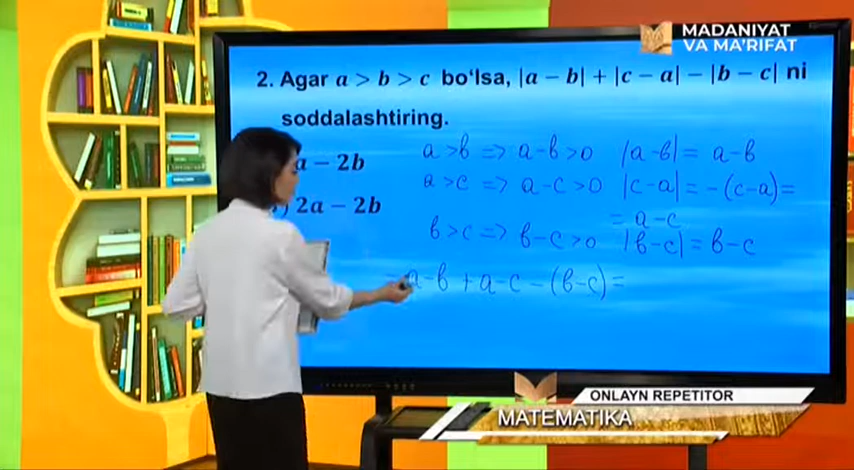 MADANIYAT
VA MA'RIFAT
2. Agar a > b > c bo'lsa, |a − b| + |c − a| − |b − c| ni
soddalashtiring.
a − 2b
) 2a − 2b
a>b => a-b>0 |a-b| = a-b
a>c => a-c>0 |c-a| = -(c-a) =
= a-c
b>c => b-c>0 |b-c| = b-c
= a-b + a-c - (b-c) =
ONLAYN REPETITOR
MATEMATIKA